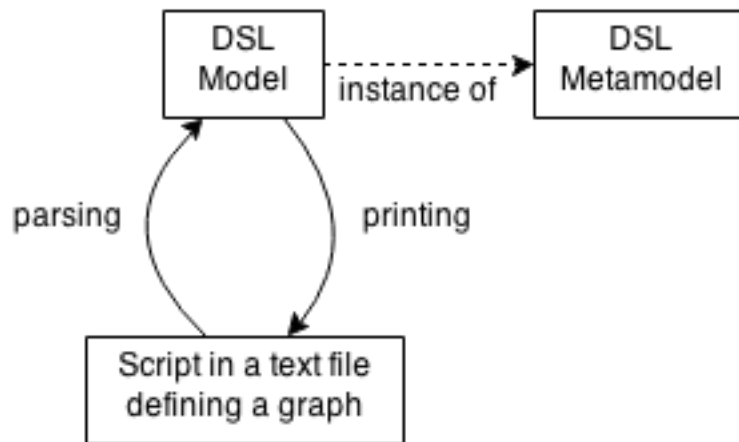 DSL
Model
instance of
DSL
Metamodel
parsing
printing
Script in a text file
defining a graph